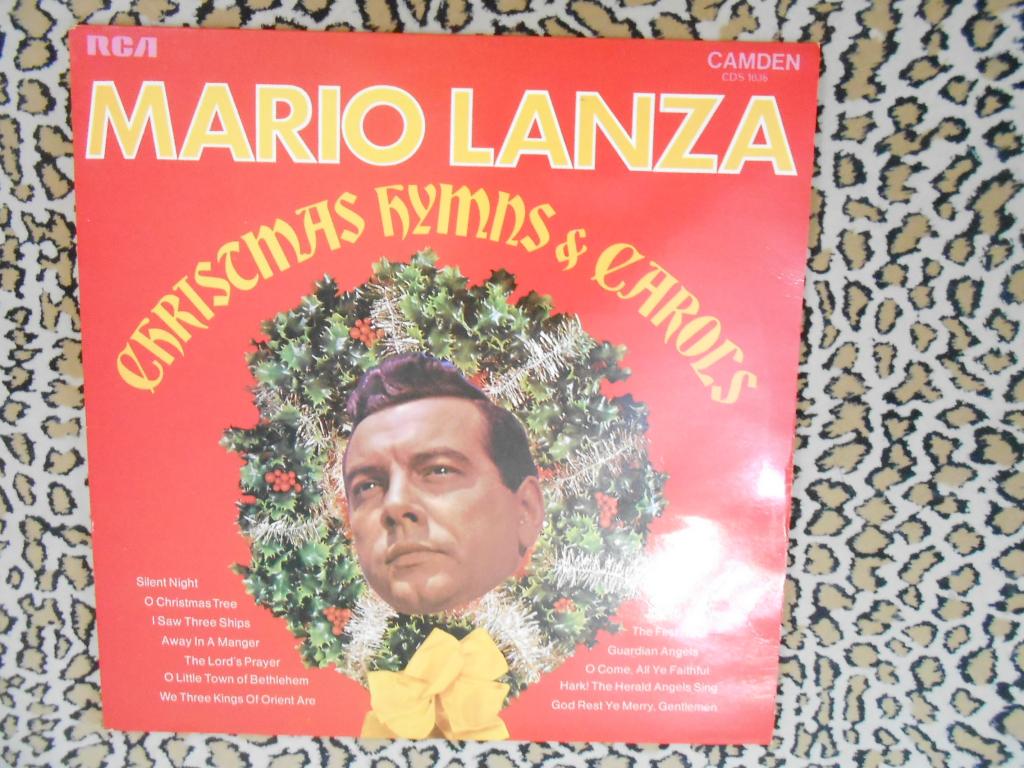 RCA
CAMDEN
CDS 1036
MARIO LANZA
CHRISTMAS HYMNS & CAROLS
Silent Night
O Christmas Tree
I Saw Three Ships
Away In A Manger
The Lord's Prayer
O Little Town of Bethlehem
We Three Kings Of Orient Are
The First
Guardian Angels
O Come, All Ye Faithful
Hark! The Herald Angels Sing
God Rest Ye Merry, Gentlemen